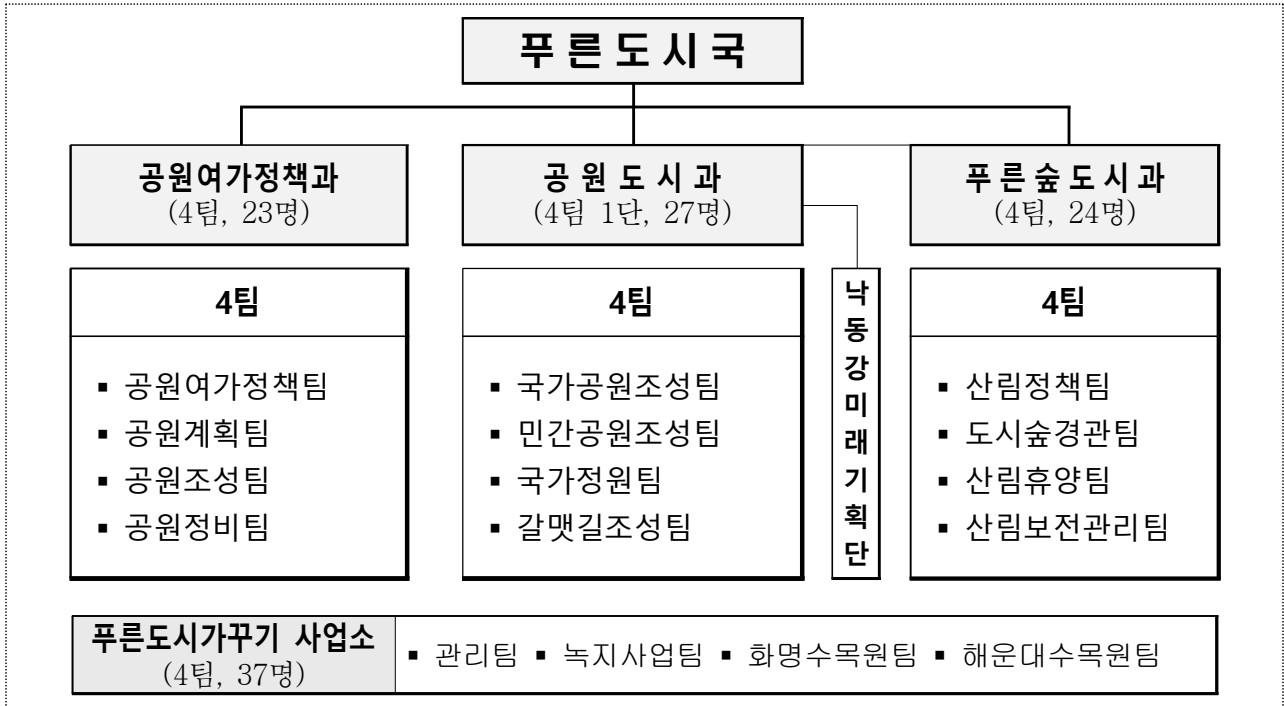 푸 른 도 시 국
공원여가정책과
(4팀, 23명)
공 원 도 시 과
(4팀 1단, 27명)
푸 른 숲 도 시 과
(4팀, 24명)
4팀
▪ 공원여가정책팀
▪ 공원계획팀
▪ 공원조성팀
▪ 공원정비팀
4팀
▪ 국가공원조성팀
▪ 민간공원조성팀
▪ 국가정원팀
▪ 갈맷길조성팀
낙
동
강
미
래
기
획
단
4팀
▪ 산림정책팀
▪ 도시숲경관팀
▪ 산림휴양팀
▪ 산림보전관리팀
푸른도시가꾸기 사업소
(4팀, 37명)
▪ 관리팀 ▪ 녹지사업팀 ▪ 화명수목원팀 ▪ 해운대수목원팀